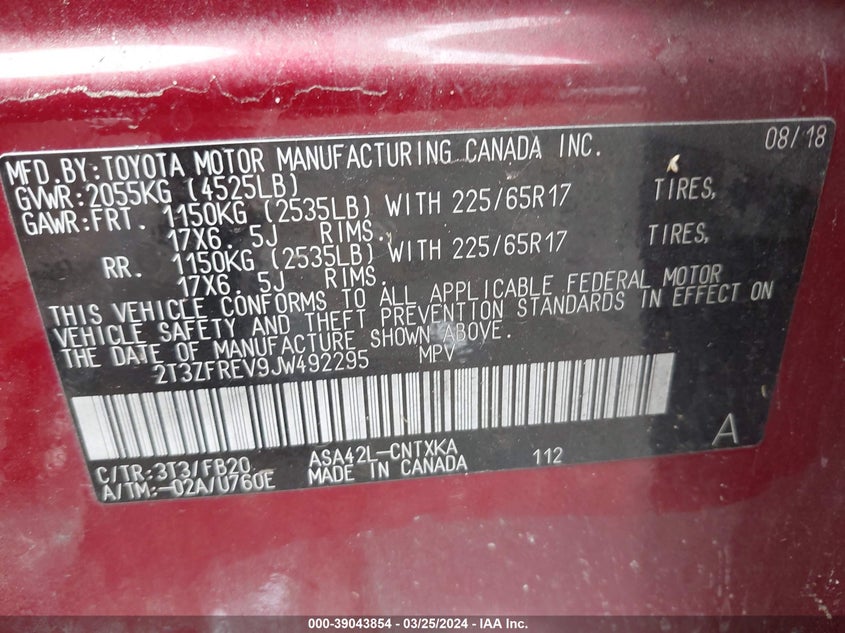 MFD.BY:TOYOTA MOTOR MANUFACTURING CANADA INC. 08/18
GVWR:2055KG (4525LB)
GAWR:FRT. 1150KG (2535LB) WITH 225/65R17 TIRES,
17X6. 5J RIMS.
RR. 1150KG (2535LB) WITH 225/65R17 TIRES,
17X6. 5J RIMS.
THIS VEHICLE CONFORMS TO ALL APPLICABLE FEDERAL MOTOR
VEHICLE SAFETY AND THEFT PREVENTION STANDARDS IN EFFECT ON
THE DATE OF MANUFACTURE SHOWN ABOVE.
2T3ZFREV9JW492295 MPV
A
C/TR:3T3/FB20 ASA42L-CNTXKA 112
A/TM:-02A/U760E MADE IN CANADA
000-39043854 - 03/25/2024 - IAA Inc.